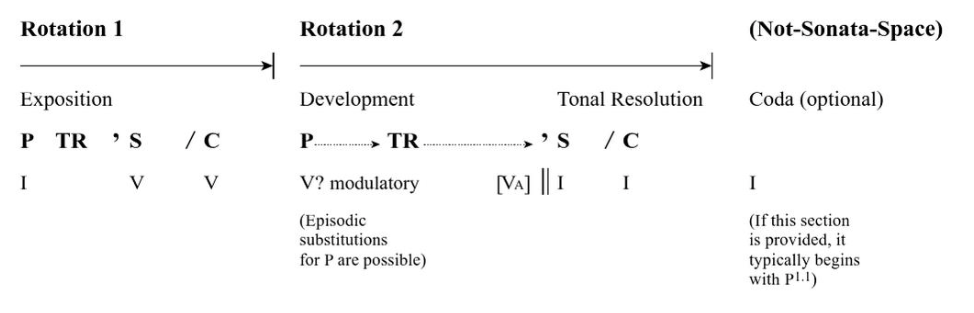 Rotation 1 Rotation 2 (Not-Sonata-Space)
Exposition Development Tonal Resolution Coda (optional)
P TR ’ S / C P TR ’ S / C
I V V V? modulatory [VA] || I I I
(Episodic (If this section
substitutions is provided, it
for P are possible) typically begins
with P1.1)